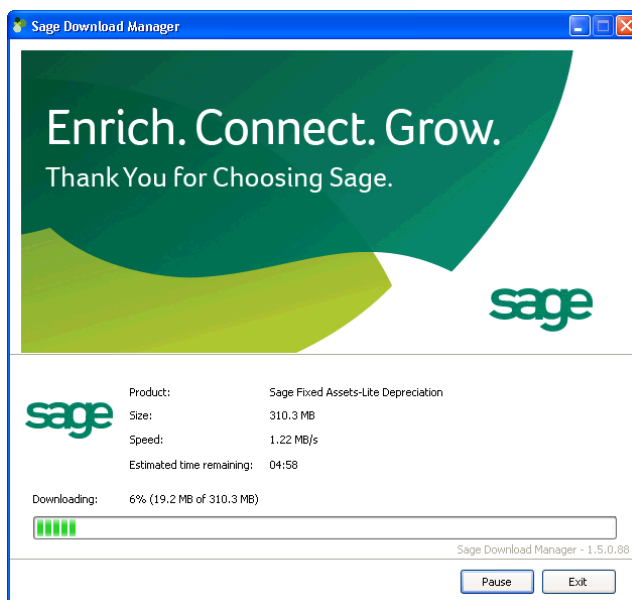 Sage Download Manager
Enrich. Connect. Grow.
Thank You for Choosing Sage.
sage
sage
Product: Sage Fixed Assets-Lite Depreciation
Size: 310.3 MB
Speed: 1.22 MB/s
Estimated time remaining: 04:58
Downloading: 6% (19.2 MB of 310.3 MB)
Sage Download Manager - 1.5.0.88
Pause Exit